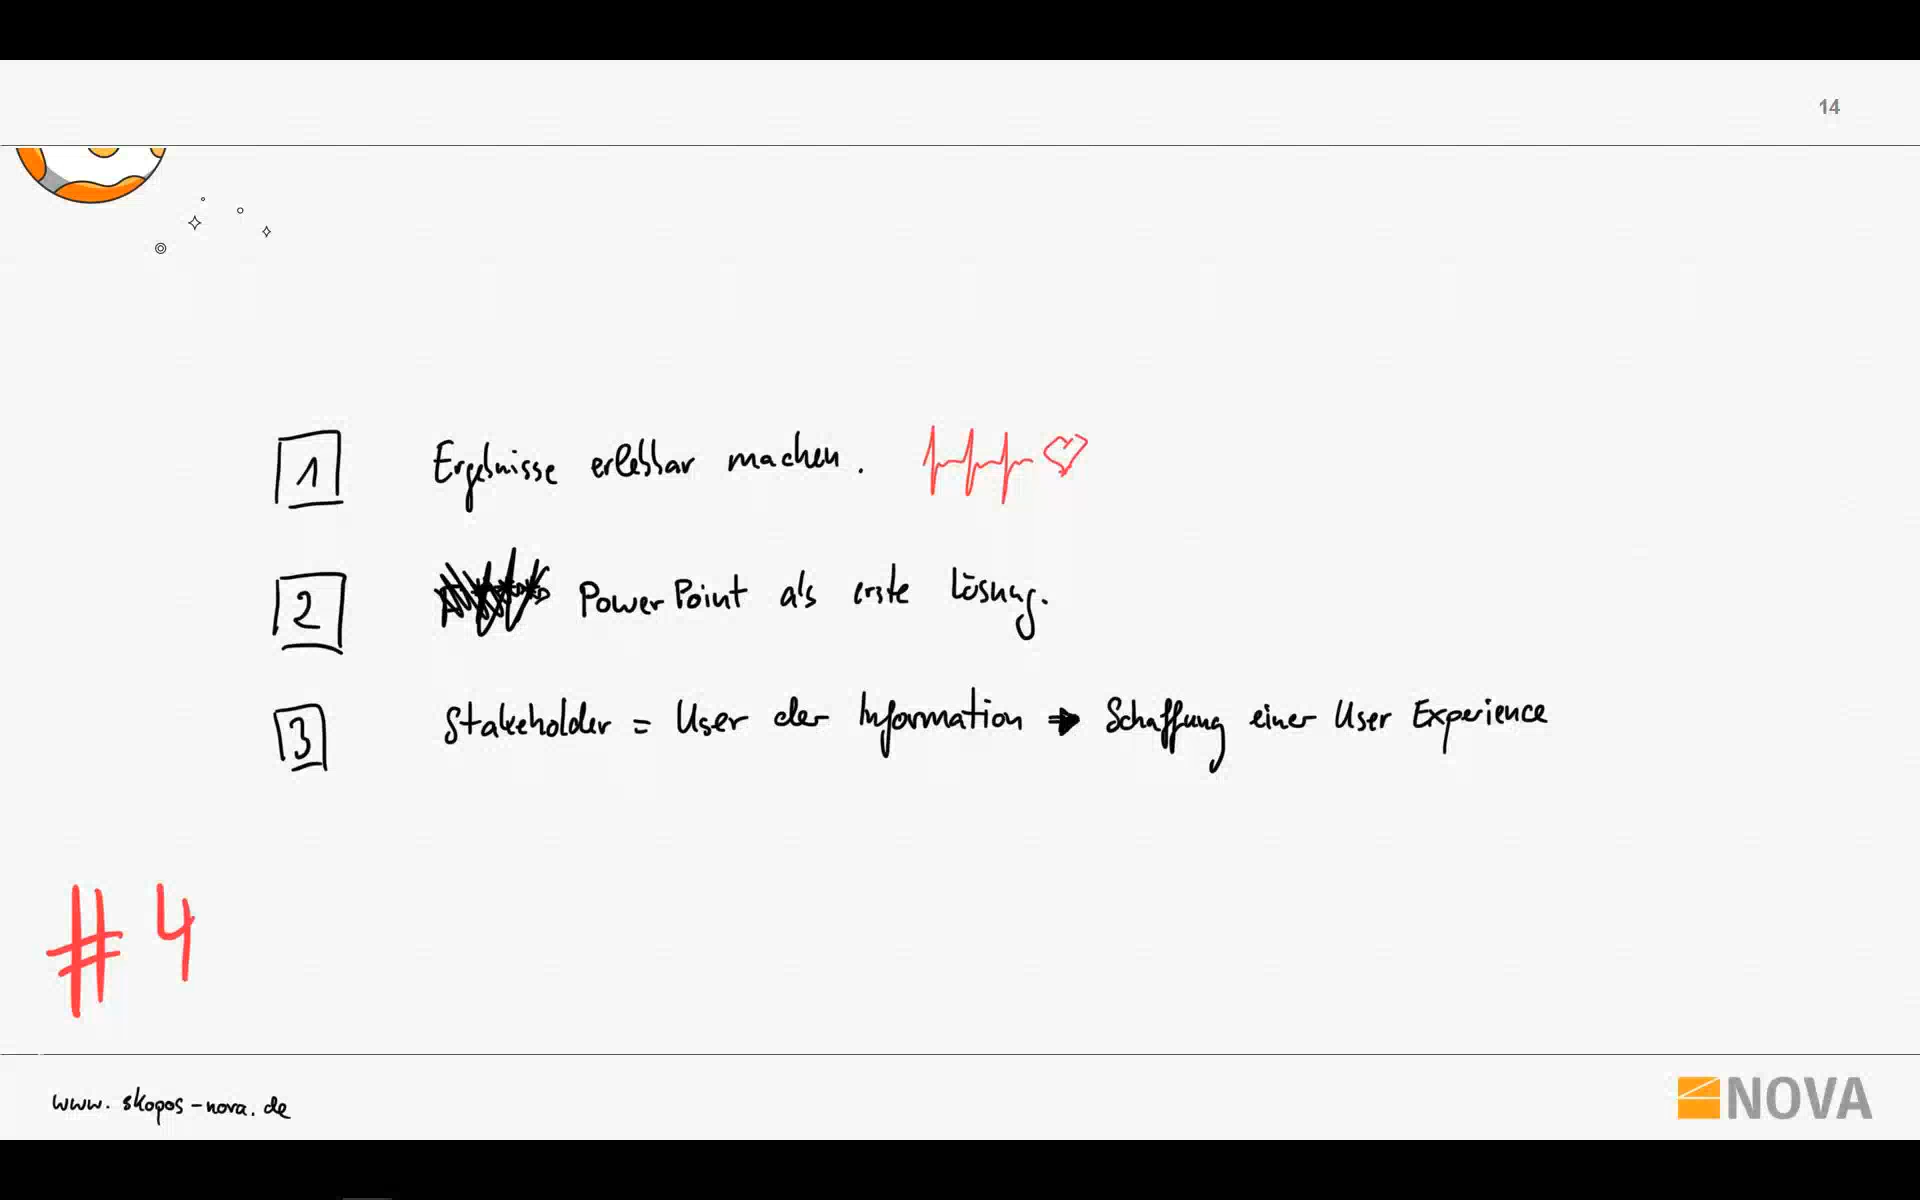 14
1 Ergebnisse erlebbar machen.
2 PowerPoint als erste Lösung.
3 Stakeholder = User der Information → Schaffung einer User Experience
# 4
www.skopos-nova.de
NOVA